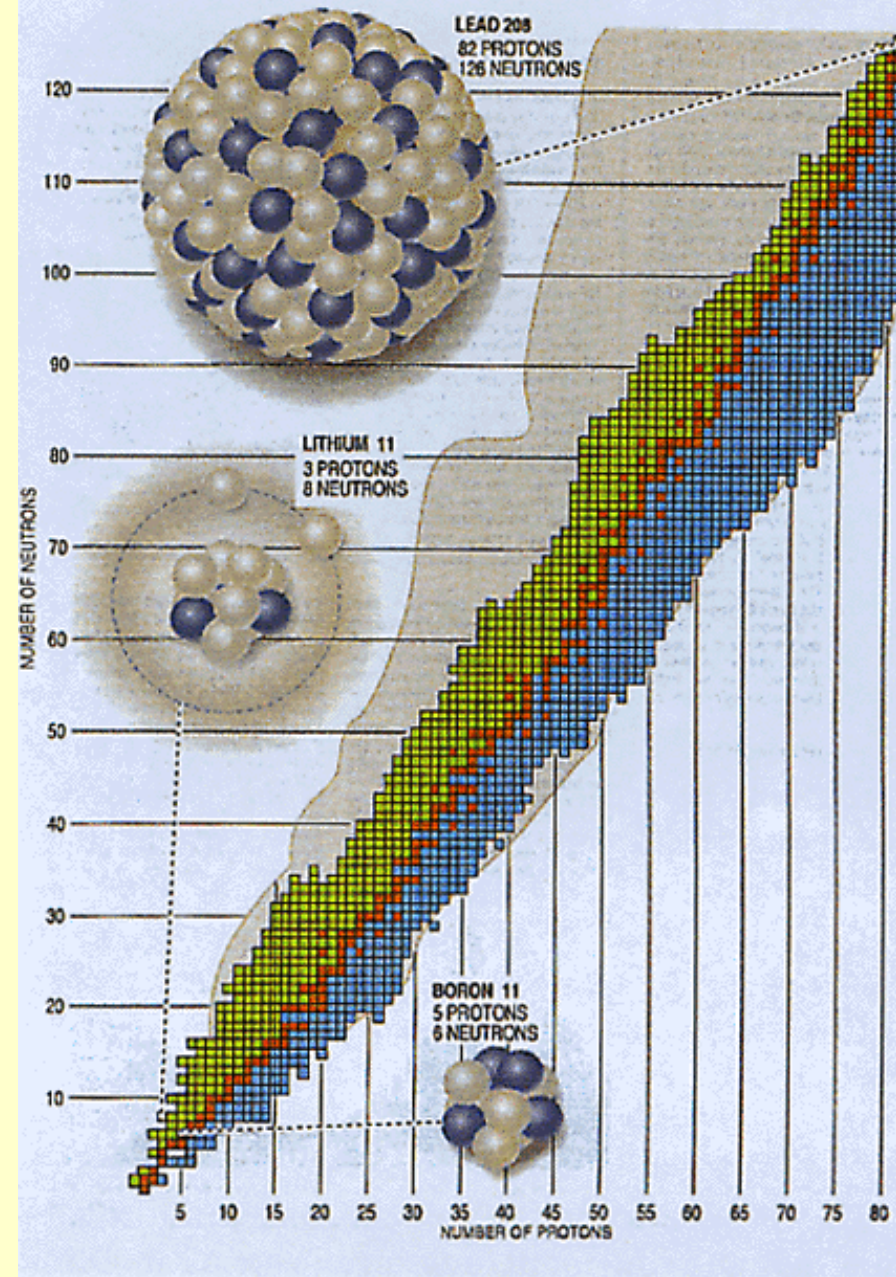 LEAD 208
82 PROTONS
126 NEUTRONS
120
110
100
90
LITHIUM 11
3 PROTONS
8 NEUTRONS
80
70
60
50
40
30
20
10
NUMBER OF NEUTRONS
BORON 11
5 PROTONS
6 NEUTRONS
5 10 15 20 25 30 35 40 45 50 55 60 65 70 75 80
NUMBER OF PROTONS